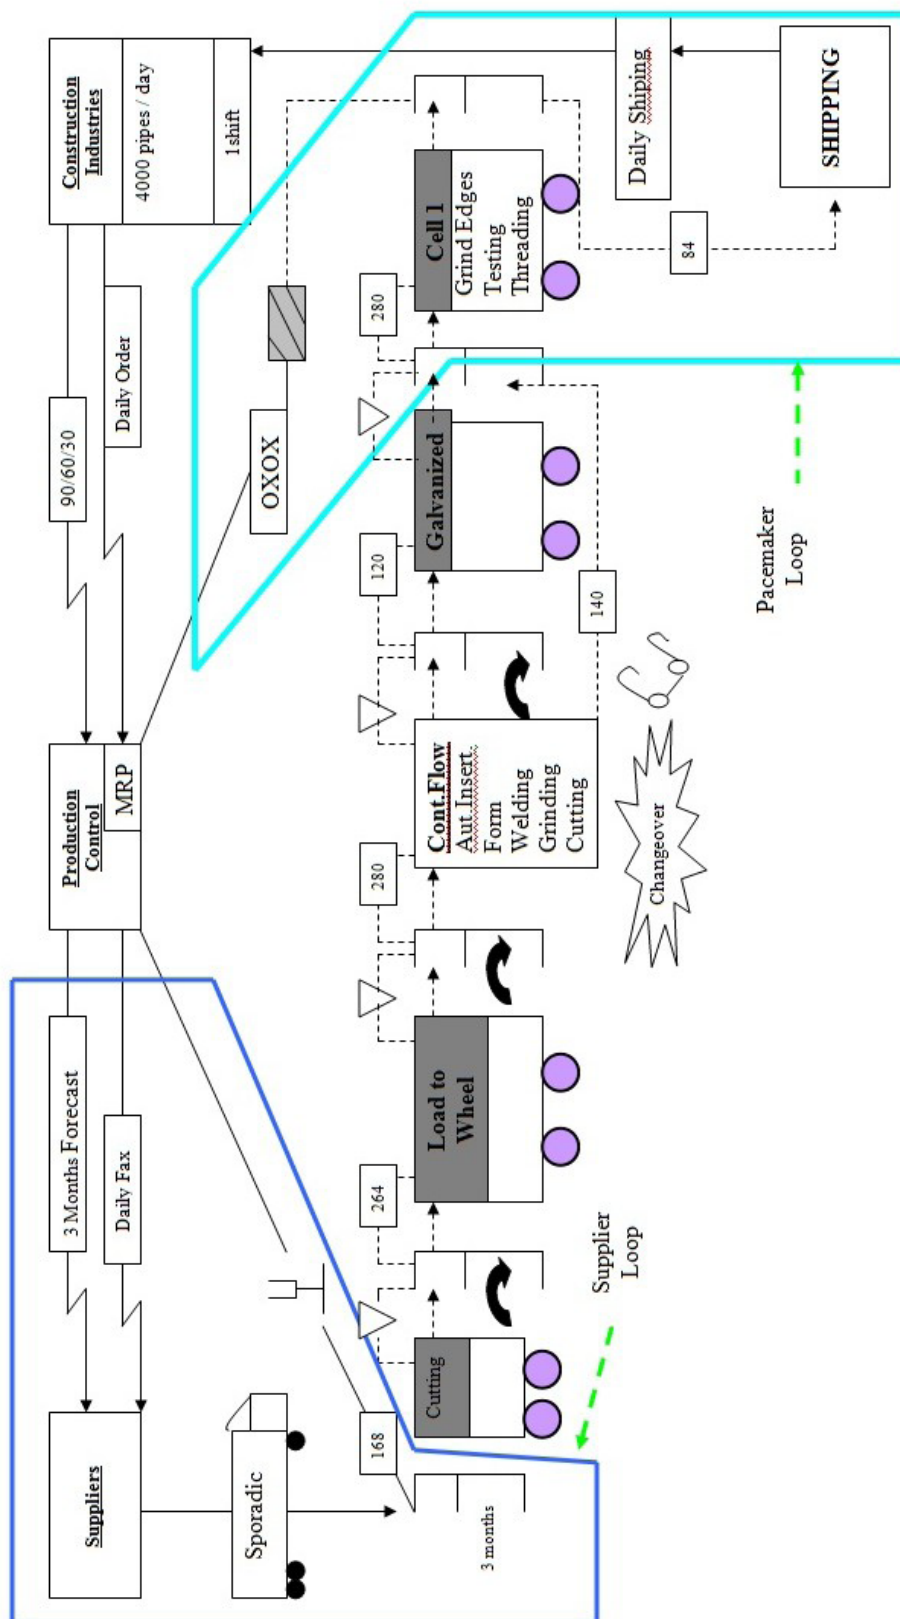 Suppliers
3 Months Forecast
Daily Fax
Production
Control
MRP
90/60/30
Daily Order
Construction
Industries
4000 pipes / day
1shift
Sporadic
OXOX
168
264
280
120
280
3 months
Cutting
Load to
Wheel
Cont.Flow
Aut.Insert.
Form
Welding
Grinding
Cutting
Galvanized
Cell 1
Grind Edges
Testing
Threading
140
84
Daily Shiping
SHIPPING
Supplier
Loop
Changeover
Pacemaker
Loop